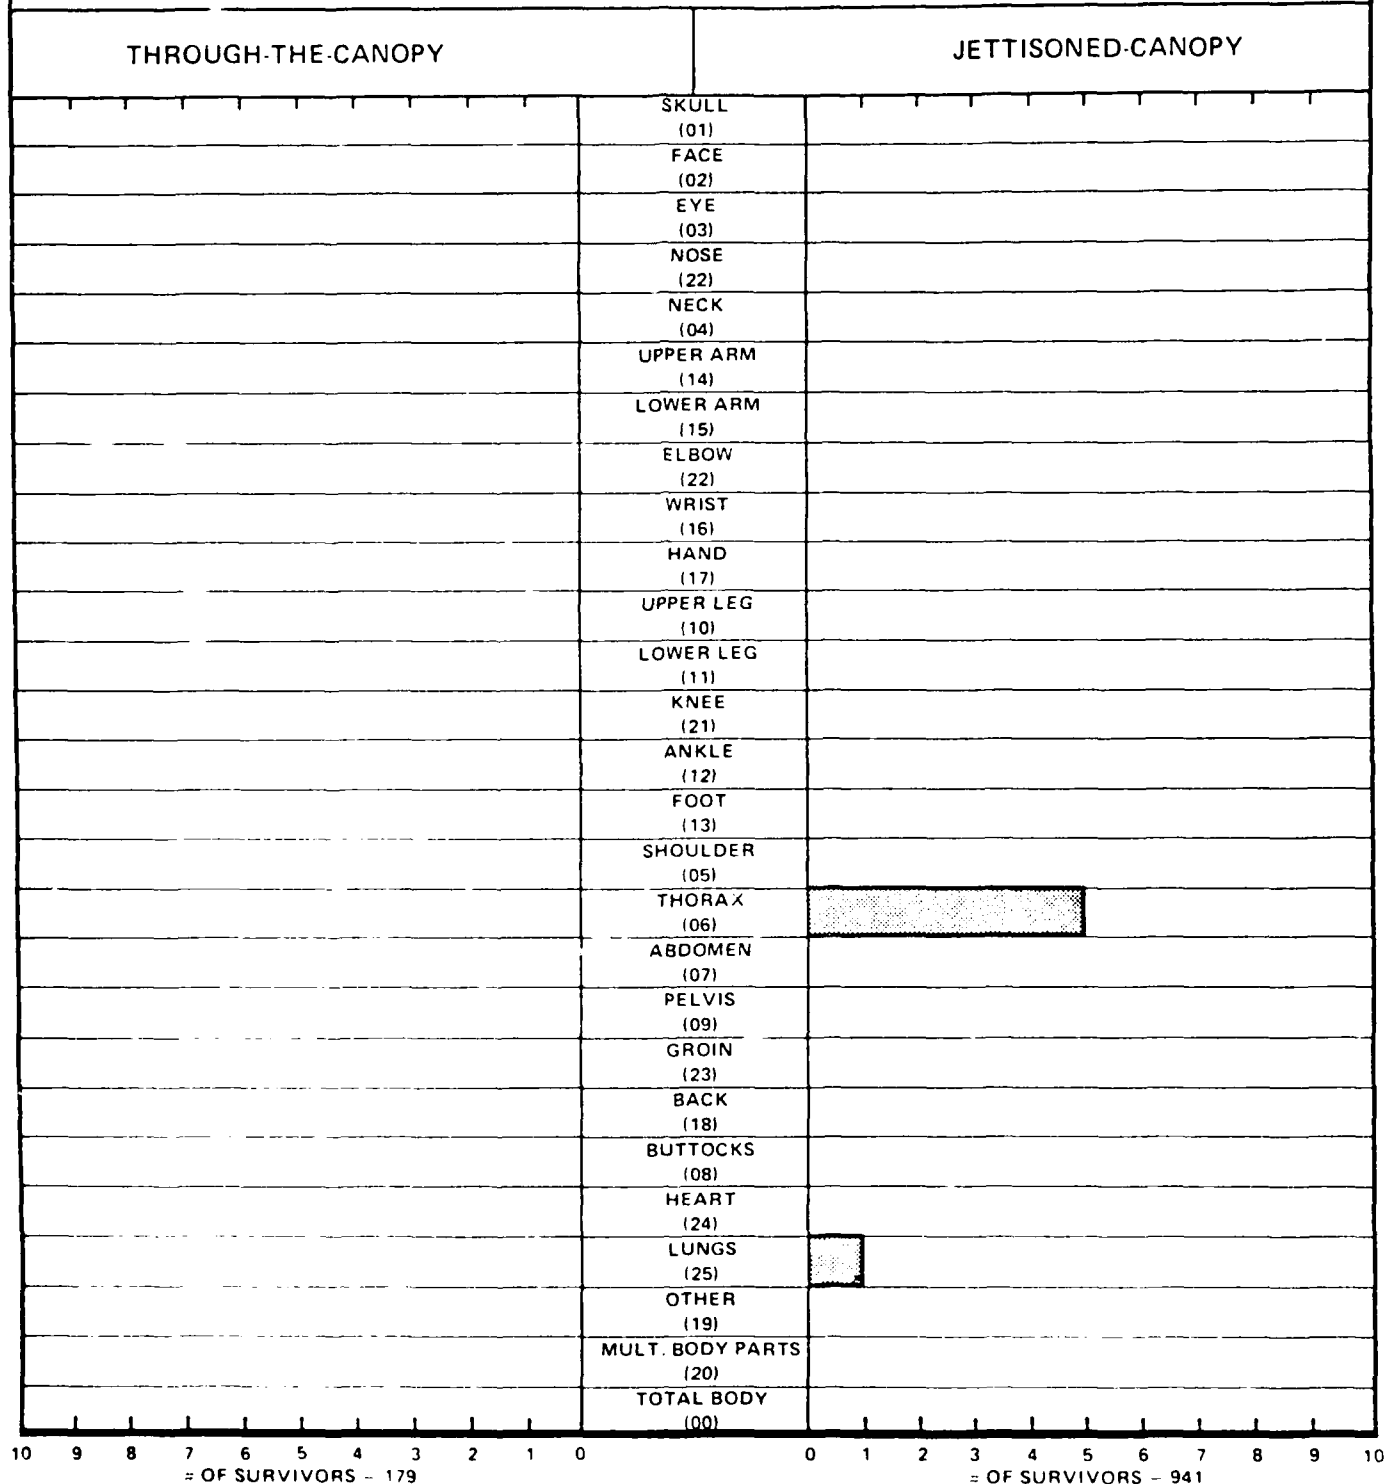 THROUGH-THE-CANOPY
JETTISONED-CANOPY
SKULL
(01)
FACE
(02)
EYE
(03)
NOSE
(22)
NECK
(04)
UPPER ARM
(14)
LOWER ARM
(15)
ELBOW
(22)
WRIST
(16)
HAND
(17)
UPPER LEG
(10)
LOWER LEG
(11)
KNEE
(21)
ANKLE
(12)
FOOT
(13)
SHOULDER
(05)
THORAX
(06)
ABDOMEN
(07)
PELVIS
(09)
GROIN
(23)
BACK
(18)
BUTTOCKS
(08)
HEART
(24)
LUNGS
(25)
OTHER
(19)
MULT. BODY PARTS
(20)
TOTAL BODY
(00)
10 9 8 7 6 5 4 3 2 1 0
0 1 2 3 4 5 6 7 8 9 10
= OF SURVIVORS – 179
= OF SURVIVORS – 941